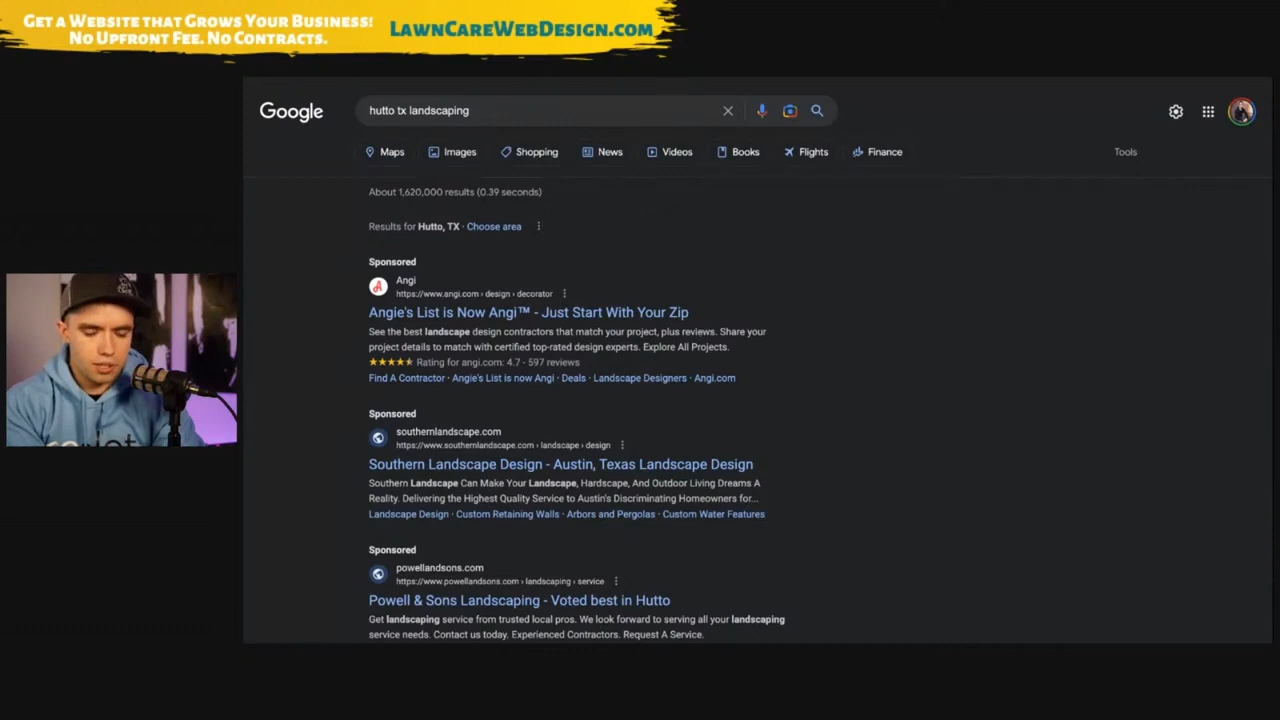 Get a Website that Grows Your Business!
No Upfront Fee. No Contracts.
LawnCareWebDesign.com
Google
hutto tx landscaping
Maps
Images
Shopping
News
Videos
Books
Flights
Finance
Tools
About 1,620,000 results (0.39 seconds)
Results for Hutto, TX · Choose area
Sponsored
Angi
https://www.angi.com › design › decorator
Angie's List is Now Angi™ - Just Start With Your Zip
See the best landscape design contractors that match your project, plus reviews. Share your
project details to match with certified top-rated design experts. Explore All Projects.
Rating for angi.com: 4.7 - 597 reviews
Find A Contractor · Angie's List is now Angi · Deals · Landscape Designers · Angi.com
Sponsored
southernlandscape.com
https://www.southernlandscape.com › landscape › design
Southern Landscape Design - Austin, Texas Landscape Design
Southern Landscape Can Make Your Landscape, Hardscape, And Outdoor Living Dreams A
Reality. Delivering the Highest Quality Service to Austin's Discriminating Homeowners for...
Landscape Design · Custom Retaining Walls · Arbors and Pergolas · Custom Water Features
Sponsored
powellandsons.com
https://www.powellandsons.com › landscaping › service
Powell & Sons Landscaping - Voted best in Hutto
Get landscaping service from trusted local pros. We look forward to serving all your landscaping
service needs. Contact us today. Experienced Contractors. Request A Service.